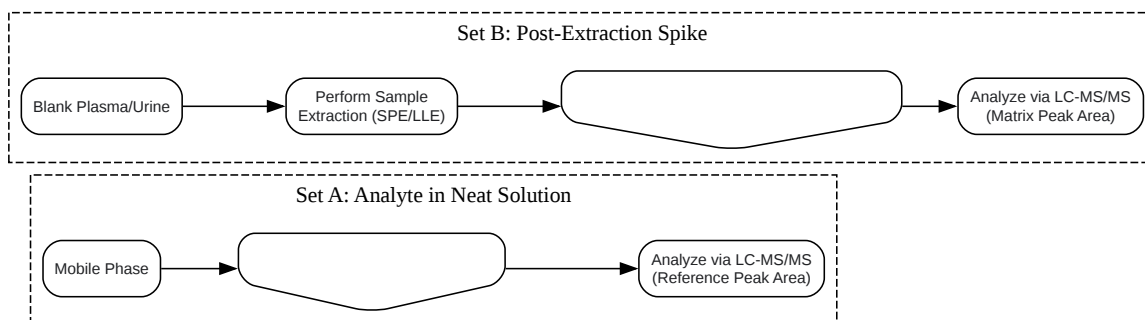 Set B: Post-Extraction Spike
Blank Plasma/Urine
Perform Sample
Extraction (SPE/LLE)
Analyze via LC-MS/MS
(Matrix Peak Area)
Set A: Analyte in Neat Solution
Mobile Phase
Analyze via LC-MS/MS
(Reference Peak Area)